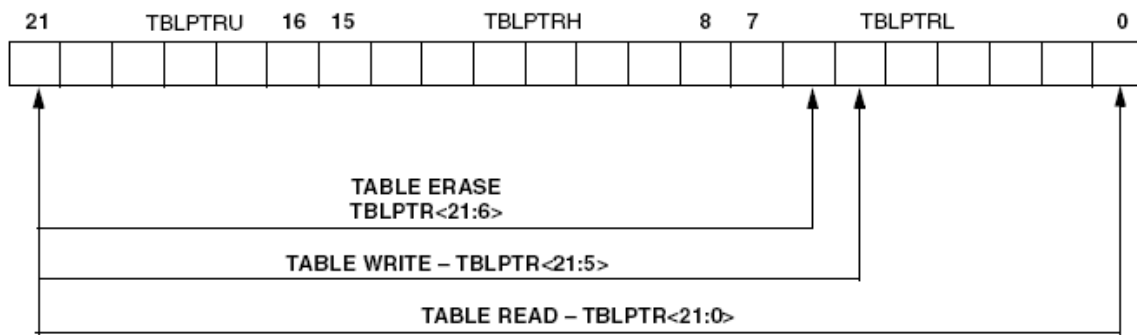 21 TBLPTRU 16 15 TBLPTRH 8 7 TBLPTRL 0
TABLE ERASE
TBLPTR<21:6>
TABLE WRITE – TBLPTR<21:5>
TABLE READ – TBLPTR<21:0>